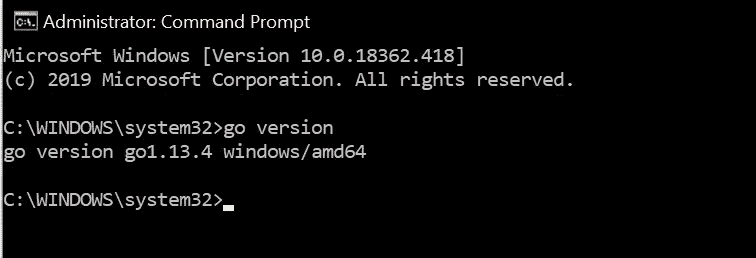 Administrator: Command Prompt
Microsoft Windows [Version 10.0.18362.418]
(c) 2019 Microsoft Corporation. All rights reserved.
C:\WINDOWS\system32>go version
go version go1.13.4 windows/amd64
C:\WINDOWS\system32>